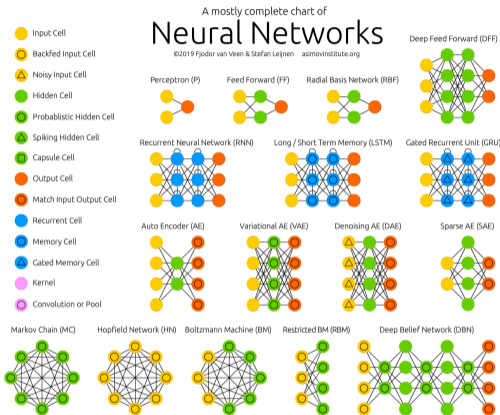 A mostly complete chart of
Neural Networks
©2019 Fjodor van Veen & Stefan Leijnen asimovinstitute.org
Input Cell
Backfed Input Cell
Noisy Input Cell
Hidden Cell
Probablistic Hidden Cell
Spiking Hidden Cell
Capsule Cell
Output Cell
Match Input Output Cell
Recurrent Cell
Memory Cell
Gated Memory Cell
Kernel
Convolution or Pool
Deep Feed Forward (DFF)
Perceptron (P)
Feed Forward (FF)
Radial Basis Network (RBF)
Recurrent Neural Network (RNN)
Long / Short Term Memory (LSTM)
Gated Recurrent Unit (GRU)
Auto Encoder (AE)
Variational AE (VAE)
Denoising AE (DAE)
Sparse AE (SAE)
Markov Chain (MC)
Hopfield Network (HN)
Boltzmann Machine (BM)
Restricted BM (RBM)
Deep Belief Network (DBN)